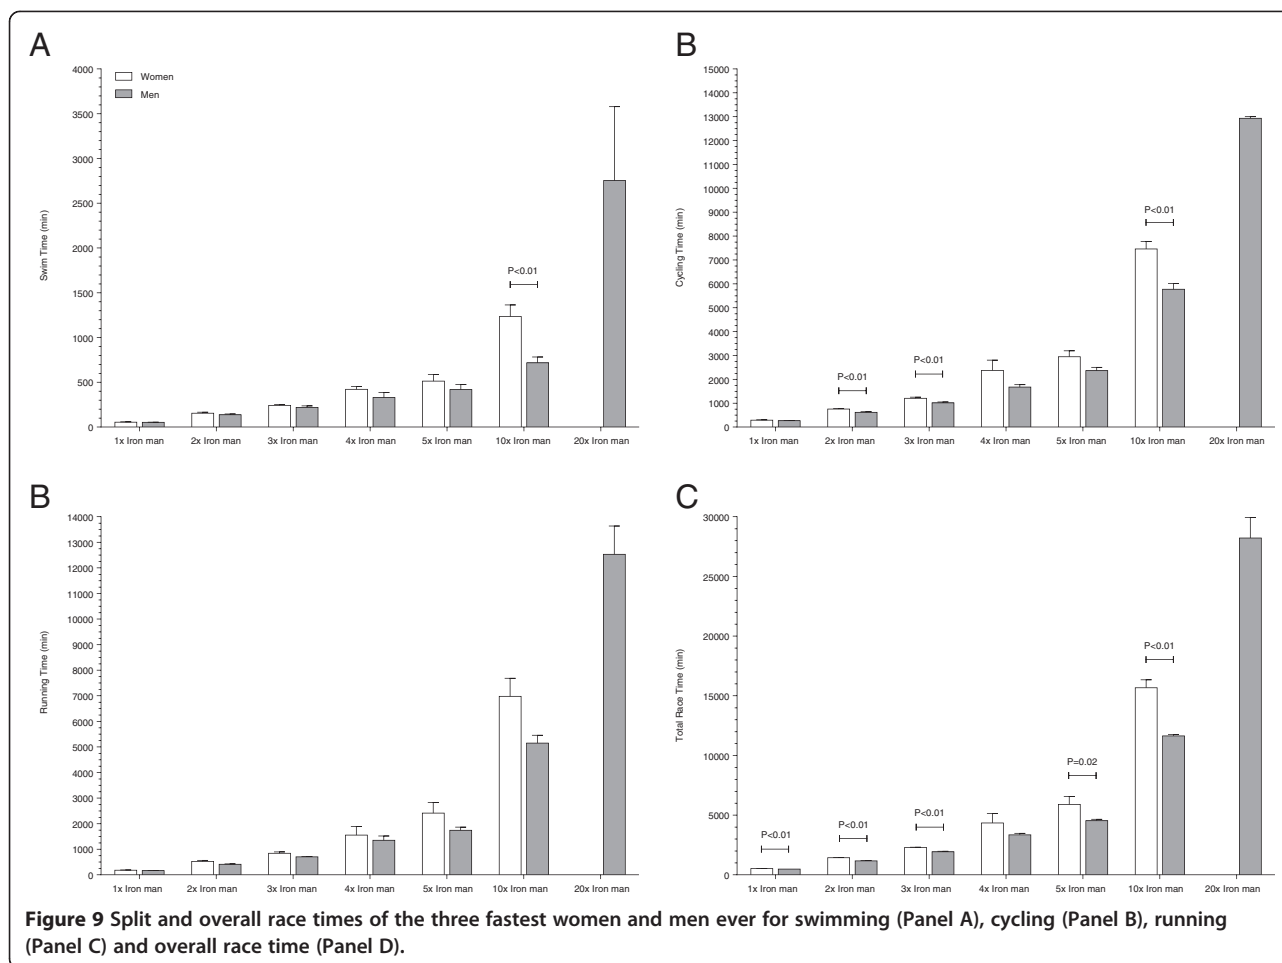 A
4000
3500
3000
2500
2000
1500
1000
500
0
Swim Time (min)
Women
Men
P<0.01
1x Iron man 2x Iron man 3x Iron man 4x Iron man 5x Iron man 10x Iron man 20x Iron man
B
15000
14000
13000
12000
11000
10000
9000
8000
7000
6000
5000
4000
3000
2000
1000
0
Cycling Time (min)
P<0.01
P<0.01
P<0.01
1x Iron man 2x Iron man 3x Iron man 4x Iron man 5x Iron man 10x Iron man 20x Iron man
B
14000
13000
12000
11000
10000
9000
8000
7000
6000
5000
4000
3000
2000
1000
0
Running Time (min)
1x Iron man 2x Iron man 3x Iron man 4x Iron man 5x Iron man 10x Iron man 20x Iron man
C
30000
25000
20000
15000
10000
5000
0
Total Race Time (min)
P<0.01
P<0.01
P<0.01
P=0.02
P<0.01
1x Iron man 2x Iron man 3x Iron man 4x Iron man 5x Iron man 10x Iron man 20x Iron man
Figure 9 Split and overall race times of the three fastest women and men ever for swimming (Panel A), cycling (Panel B), running
(Panel C) and overall race time (Panel D).